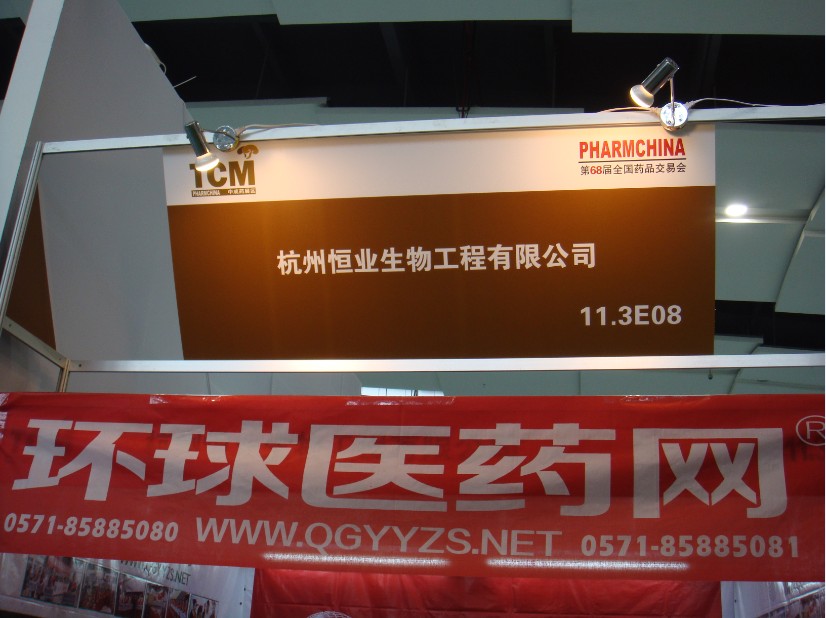 TCM
PHARMCHINA 中成药展区
PHARMCHINA
第68届全国药品交易会
杭州恒业生物工程有限公司
11.3E08
环球医药网®
0571-85885080 WWW.QGYYZS.NET 0571-85885081
YZS.NET